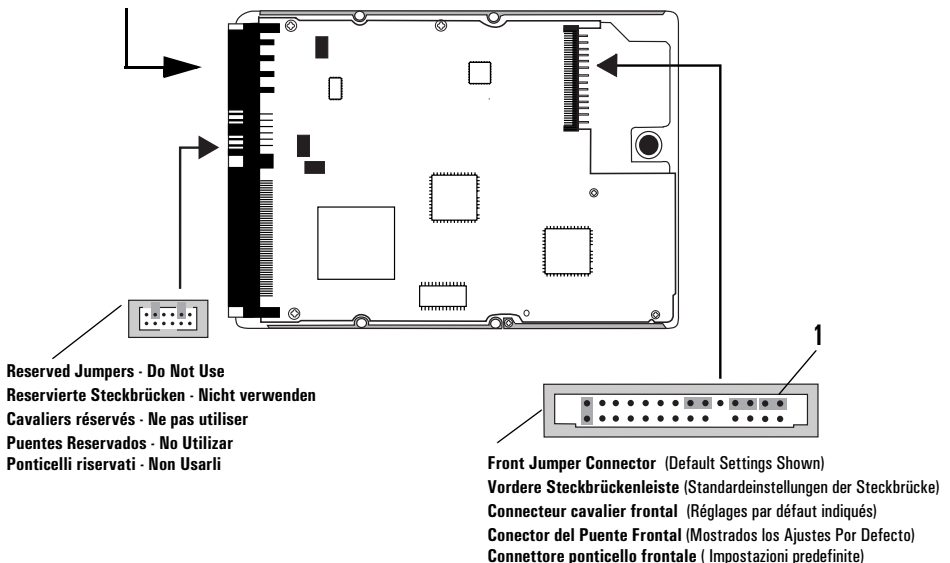 1
Reserved Jumpers - Do Not Use
Reservierte Steckbrücken - Nicht verwenden
Cavaliers réservés - Ne pas utiliser
Puentes Reservados - No Utilizar
Ponticelli riservati - Non Usarli
Front Jumper Connector (Default Settings Shown)
Vordere Steckbrückenleiste (Standardeinstellungen der Steckbrücke)
Connecteur cavalier frontal (Réglages par défaut indiqués)
Conector del Puente Frontal (Mostrados los Ajustes Por Defecto)
Connettore ponticello frontale ( Impostazioni predefinite)